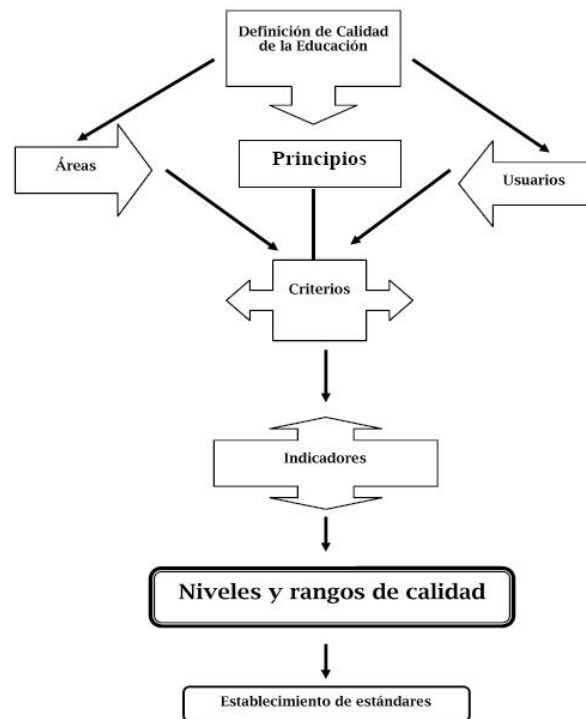 Definición de Calidad
de la Educación
Áreas
Principios
Usuarios
Criterios
Indicadores
Niveles y rangos de calidad
Establecimiento de estándares